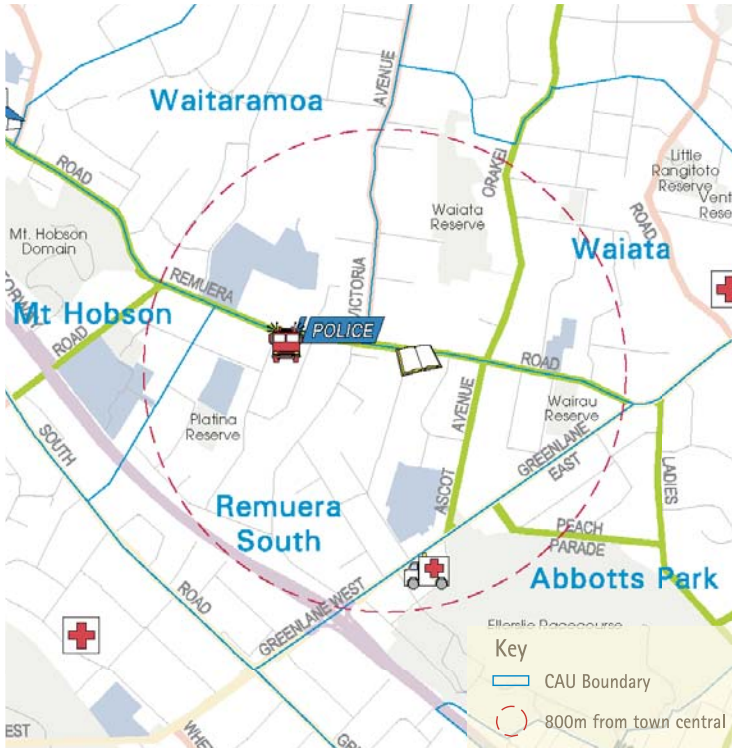 AVENUE
Waitaramoa
ROAD
ORAKEI
Waiata
Reserve
Little
Rangitoto
Reserve
ROAD
Mt. Hobson
Domain
Waiata
REMUERA
VICTORIA
Mt Hobson
POLICE
ROAD
ROAD
Platina
Reserve
AVENUE
Wairau
Reserve
SOUTH
GREENLANE
EAST
ASCOT
LADIES
Remuera
South
PEACH
PARADE
Abbotts Park
ROAD
GREENLANE WEST
Ellerslie Racecourse
Key
CAU Boundary
800m from town central